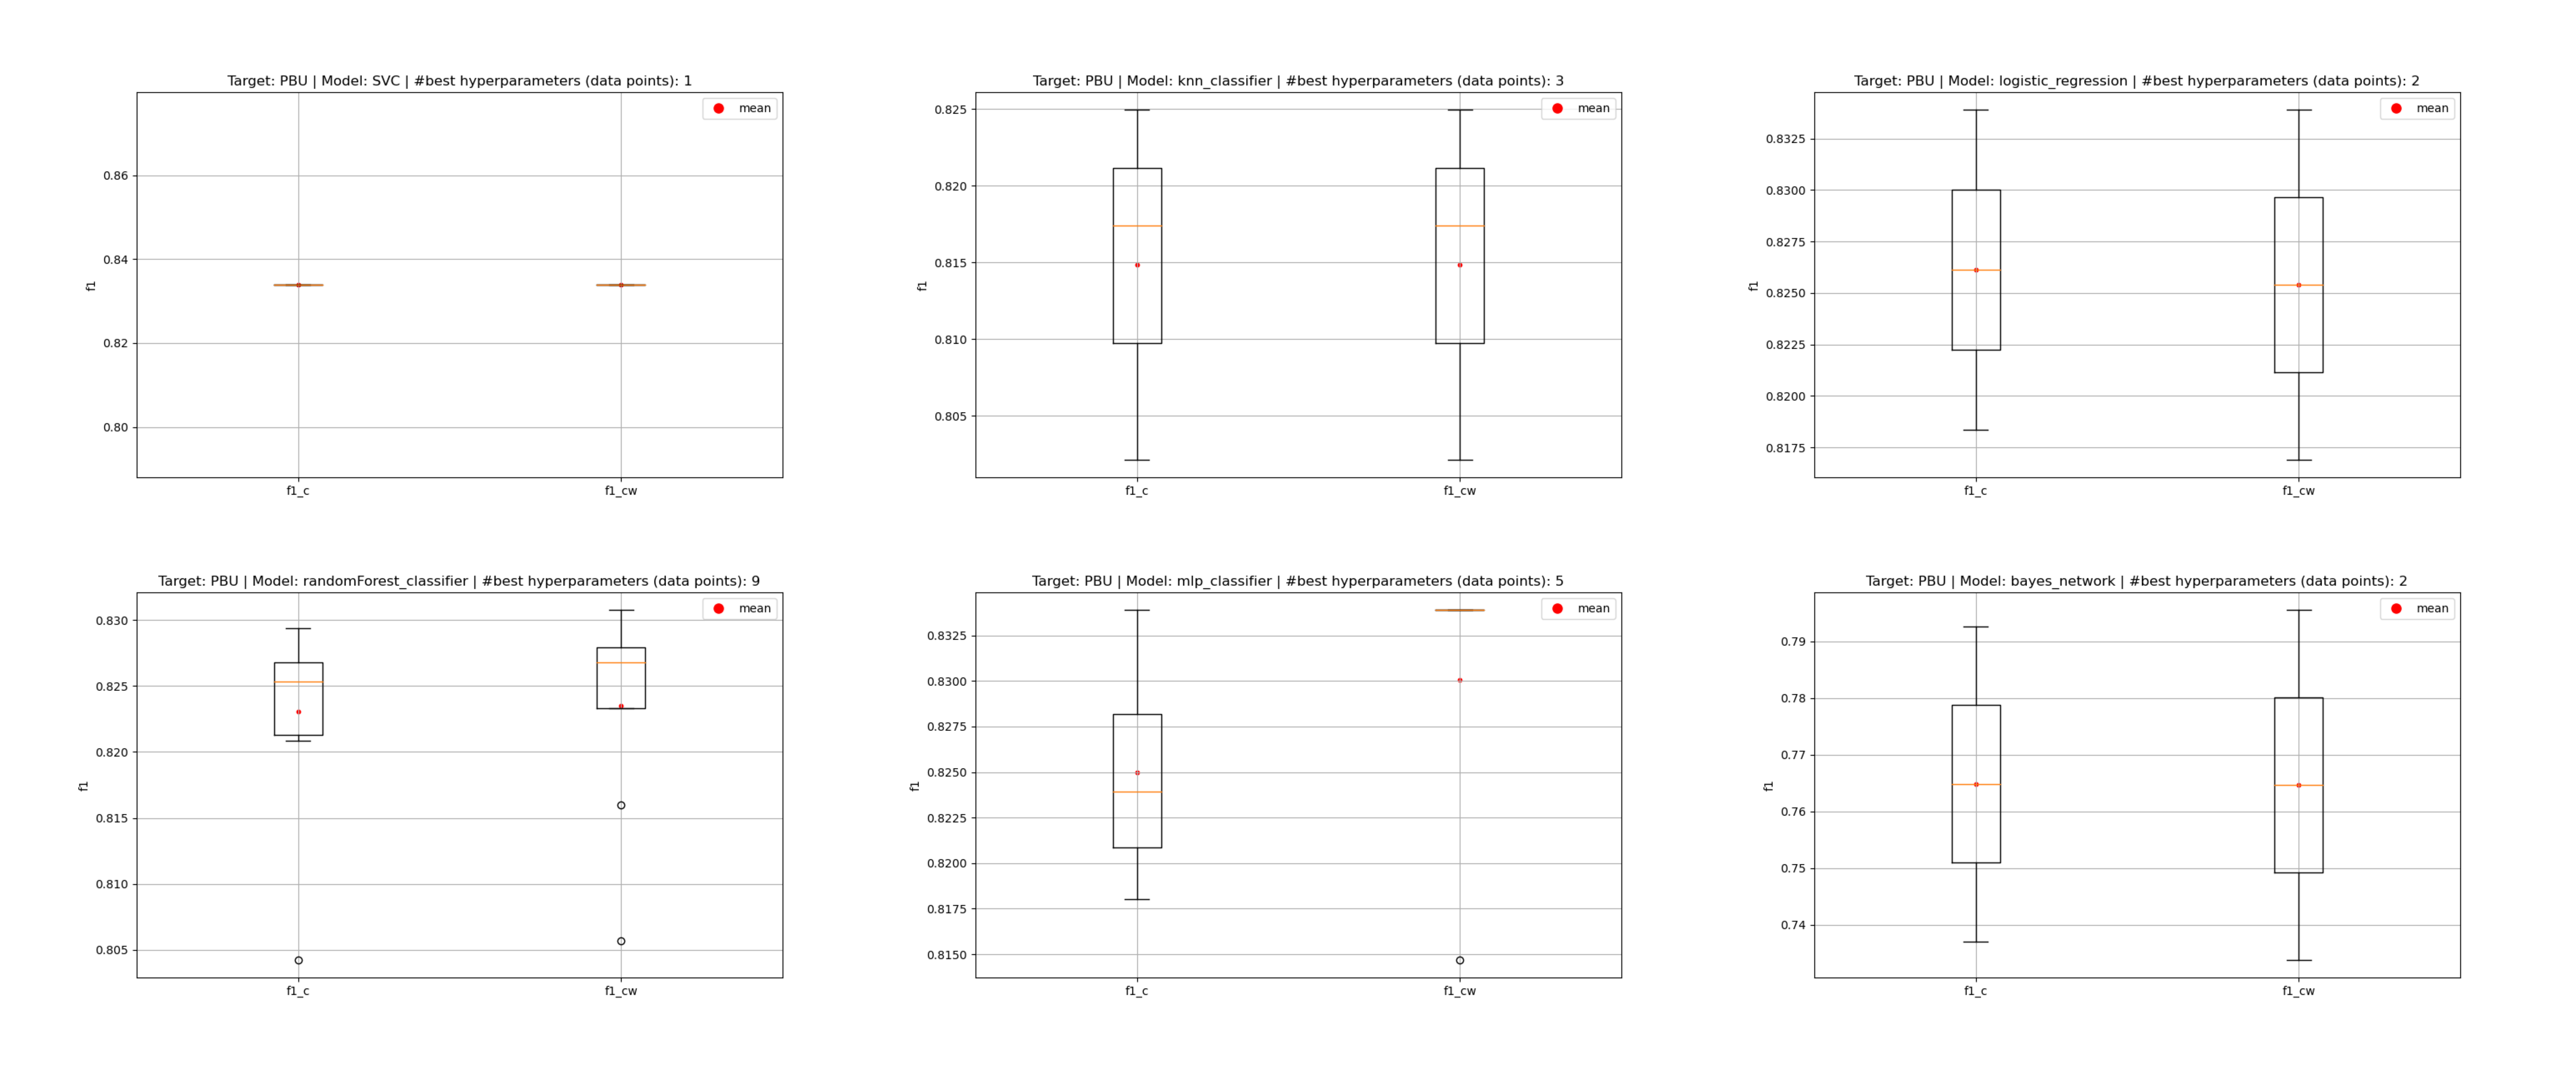 Target: PBU | Model: SVC | #best hyperparameters (data points): 1
mean
0.86
0.84
0.82
0.80
f1
f1_c
f1_cw
Target: PBU | Model: knn_classifier | #best hyperparameters (data points): 3
mean
0.825
0.820
0.815
0.810
0.805
f1
f1_c
f1_cw
Target: PBU | Model: logistic_regression | #best hyperparameters (data points): 2
mean
0.8325
0.8300
0.8275
0.8250
0.8225
0.8200
0.8175
f1
f1_c
f1_cw
Target: PBU | Model: randomForest_classifier | #best hyperparameters (data points): 9
mean
0.830
0.825
0.820
0.815
0.810
0.805
f1
f1_c
f1_cw
Target: PBU | Model: mlp_classifier | #best hyperparameters (data points): 5
mean
0.8325
0.8300
0.8275
0.8250
0.8225
0.8200
0.8175
0.8150
f1
f1_c
f1_cw
Target: PBU | Model: bayes_network | #best hyperparameters (data points): 2
mean
0.79
0.78
0.77
0.76
0.75
0.74
f1
f1_c
f1_cw